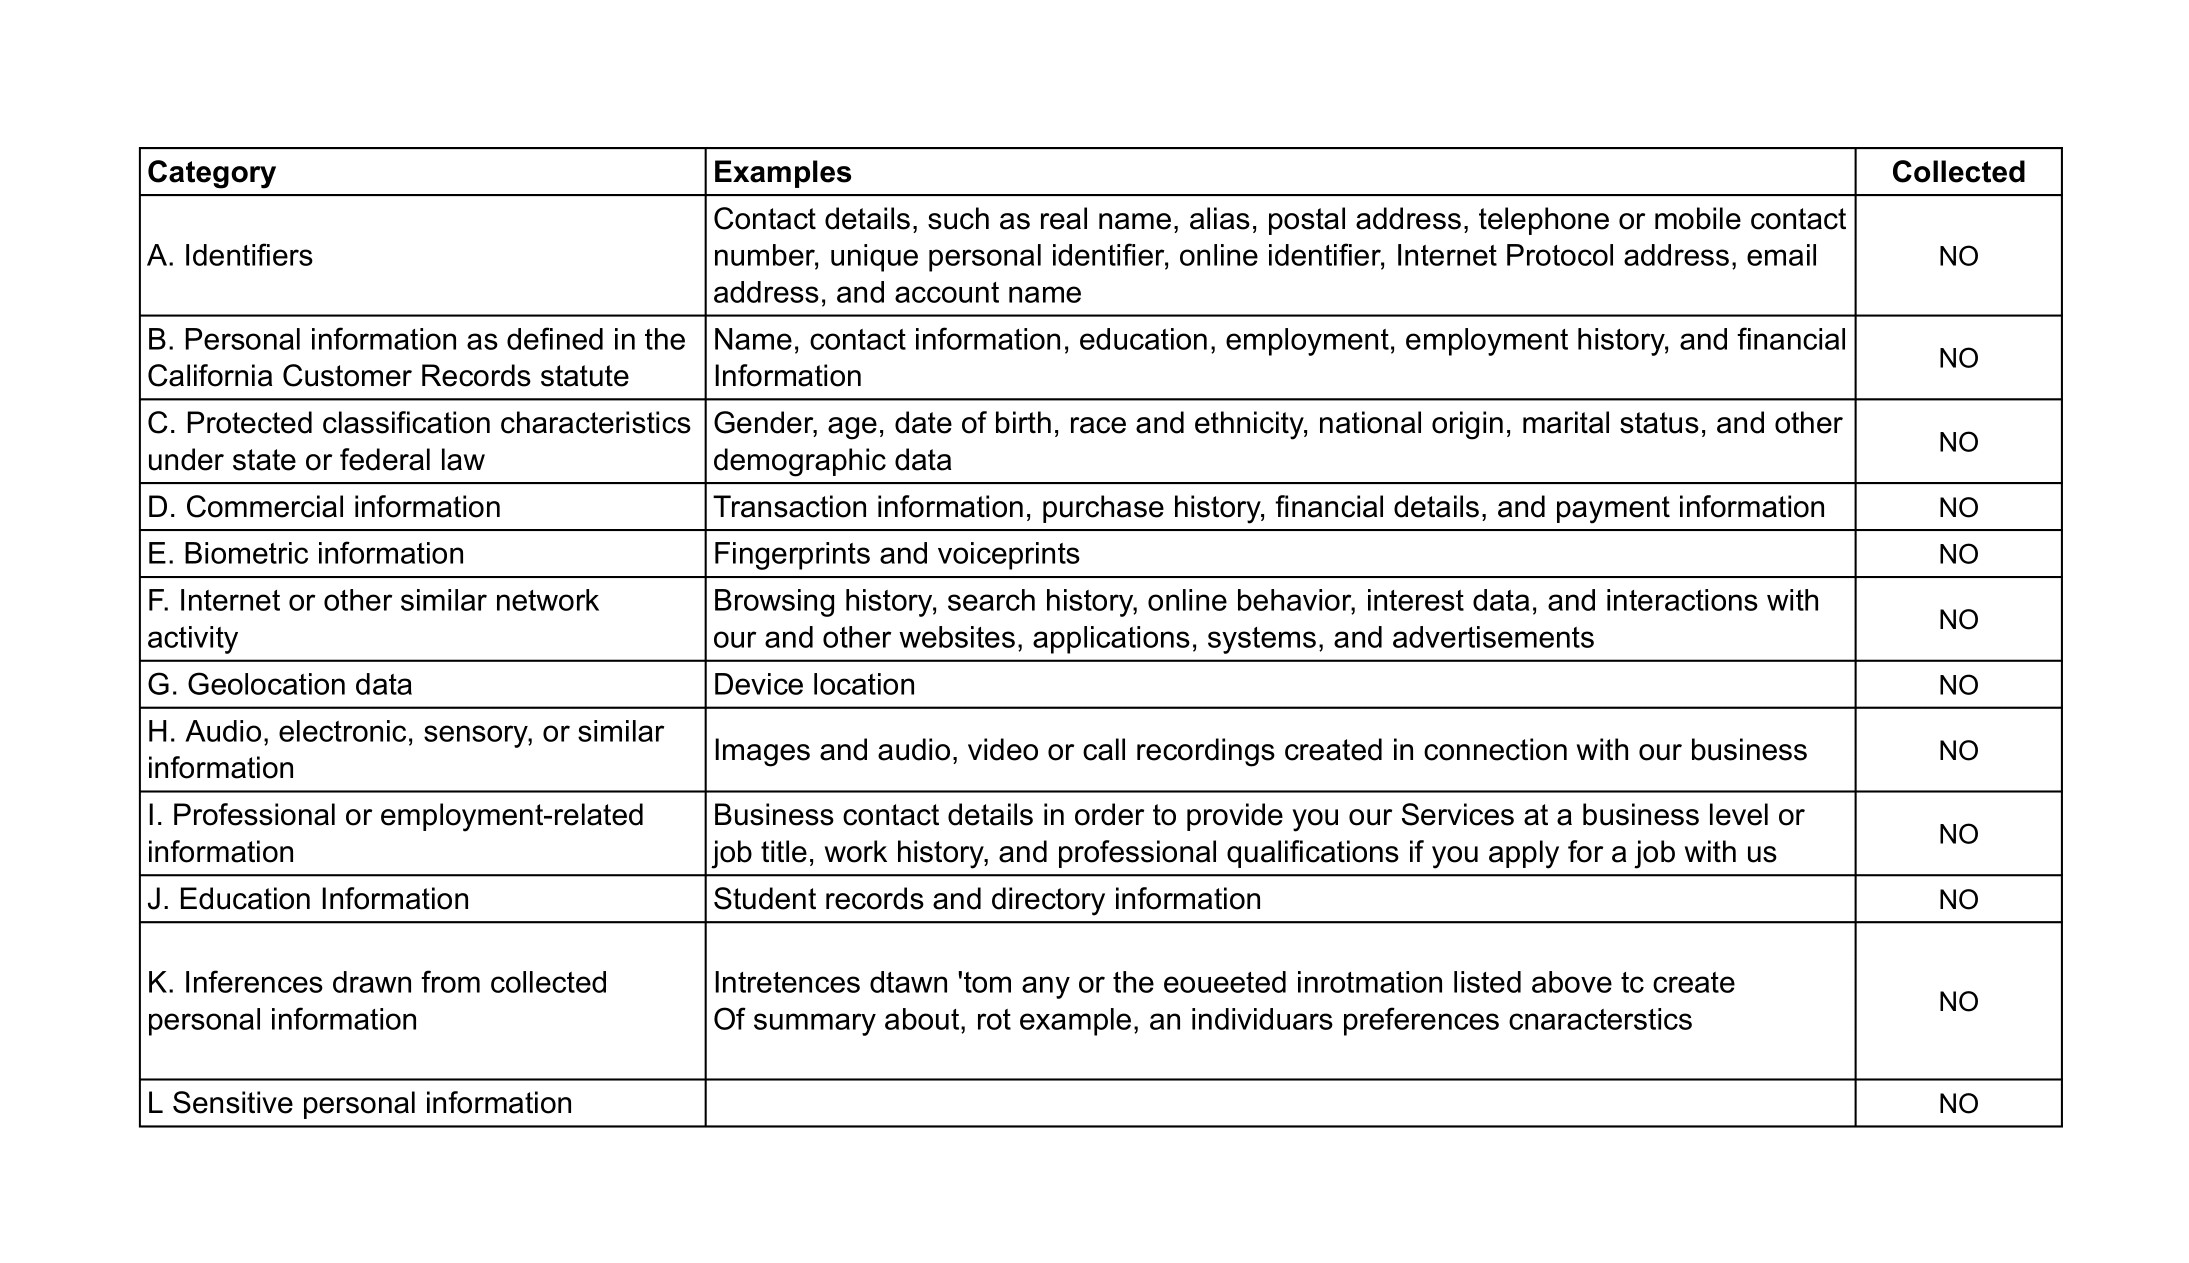 Category Examples Collected
A. Identifiers
Contact details, such as real name, alias, postal address, telephone or mobile contact
number, unique personal identifier, online identifier, Internet Protocol address, email
address, and account name
NO
B. Personal information as defined in the
California Customer Records statute
Name, contact information, education, employment, employment history, and financial
Information
NO
C. Protected classification characteristics
under state or federal law
Gender, age, date of birth, race and ethnicity, national origin, marital status, and other
demographic data
NO
D. Commercial information
Transaction information, purchase history, financial details, and payment information
NO
E. Biometric information
Fingerprints and voiceprints
NO
F. Internet or other similar network
activity
Browsing history, search history, online behavior, interest data, and interactions with
our and other websites, applications, systems, and advertisements
NO
G. Geolocation data
Device location
NO
H. Audio, electronic, sensory, or similar
information
Images and audio, video or call recordings created in connection with our business
NO
I. Professional or employment-related
information
Business contact details in order to provide you our Services at a business level or
job title, work history, and professional qualifications if you apply for a job with us
NO
J. Education Information
Student records and directory information
NO
K. Inferences drawn from collected
personal information
Intretences dtawn 'tom any or the eoueeted inrotmation listed above tc create
Of summary about, rot example, an individuars preferences cnaracterstics
NO
L Sensitive personal information
NO